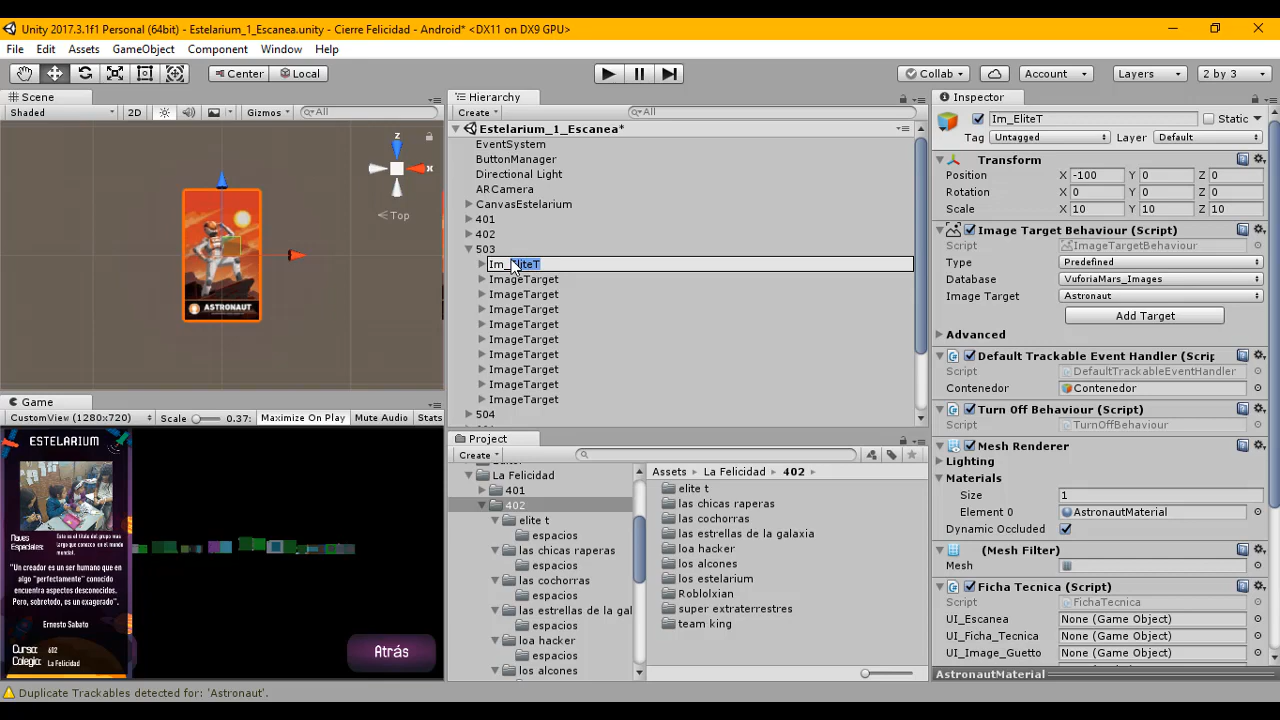 Unity 2017.3.1f1 Personal (64bit) - Estelarium_1_Escanea.unity - Cierre Felicidad - Android* <DX11 on DX9 GPU>
File Edit Assets GameObject Component Window Help
Center Local Collab Account Layers 2 by 3
Scene
Shaded 2D Gizmos All
z
x
Top
ASTRONAUT
Hierarchy
Create All
Estelarium_1_Escanea*
EventSystem
ButtonManager
Directional Light
ARCamera
CanvasEstelarium
401
402
503
Im_EliteT
ImageTarget
ImageTarget
ImageTarget
ImageTarget
ImageTarget
ImageTarget
ImageTarget
ImageTarget
ImageTarget
504
Inspector
Im_EliteT Static
Tag Untagged Layer Default
Transform
Position X -100 Y 0 Z 0
Rotation X 0 Y 0 Z 0
Scale X 10 Y 10 Z 10
Image Target Behaviour (Script)
Script ImageTargetBehaviour
Type Predefined
Database VuforiaMars_Images
Image Target Astronaut
Add Target
Advanced
Default Trackable Event Handler (Scrip
Script DefaultTrackableEventHandler
Contenedor Contenedor
Turn Off Behaviour (Script)
Script TurnOffBehaviour
Mesh Renderer
Lighting
Materials
Size 1
Element 0 AstronautMaterial
Dynamic Occluded
(Mesh Filter)
Mesh
Ficha Tecnica (Script)
Script FichaTecnica
UI_Escanea None (Game Object)
UI_Ficha_Tecnica None (Game Object)
UI_Image_Guetto None (Game Object)
AstronautMaterial
Game
CustomView (1280x720) Scale 0.37: Maximize On Play Mute Audio Stats
ESTELARIUM
Naves
Especiales:
"Un creador es un ser humano que
en algo "perfectamente" conocido
encuentra aspectos desconocidos.
Pero, sobretodo, es un exagerado".
Ernesto Sabato
Curso: 602
Colegio: La Felicidad
Atrás
Project
Create
La Felicidad
401
402
elite t
espacios
las chicas raperas
espacios
las cochorras
espacios
las estrellas de la gal
espacios
loa hacker
espacios
los alcones
Assets La Felicidad 402
elite t
las chicas raperas
las cochorras
las estrellas de la galaxia
loa hacker
los alcones
los estelarium
Roblolxian
super extraterrestres
team king
Duplicate Trackables detected for: 'Astronaut'.